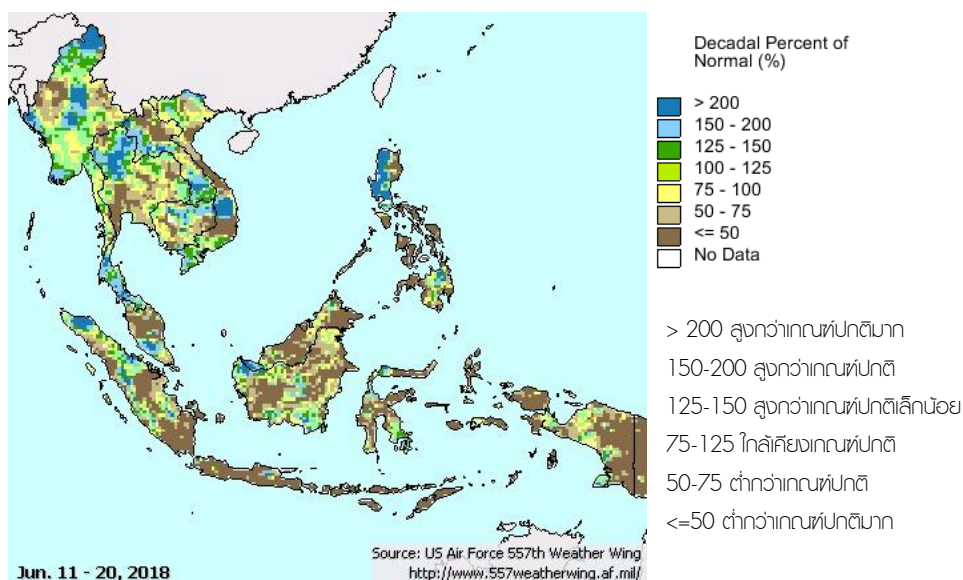 Decadal Percent of
Normal (%)
> 200
150 - 200
125 - 150
100 - 125
75 - 100
50 - 75
<= 50
No Data
> 200 สูงกว่าเกณฑ์ปกติมาก
150-200 สูงกว่าเกณฑ์ปกติ
125-150 สูงกว่าเกณฑ์ปกติเล็กน้อย
75-125 ใกล้เคียงเกณฑ์ปกติ
50-75 ต่ำกว่าเกณฑ์ปกติ
<=50 ต่ำกว่าเกณฑ์ปกติมาก
Source: US Air Force 557th Weather Wing
Jun. 11 - 20, 2018 http://www.557weatherwing.af.mil/